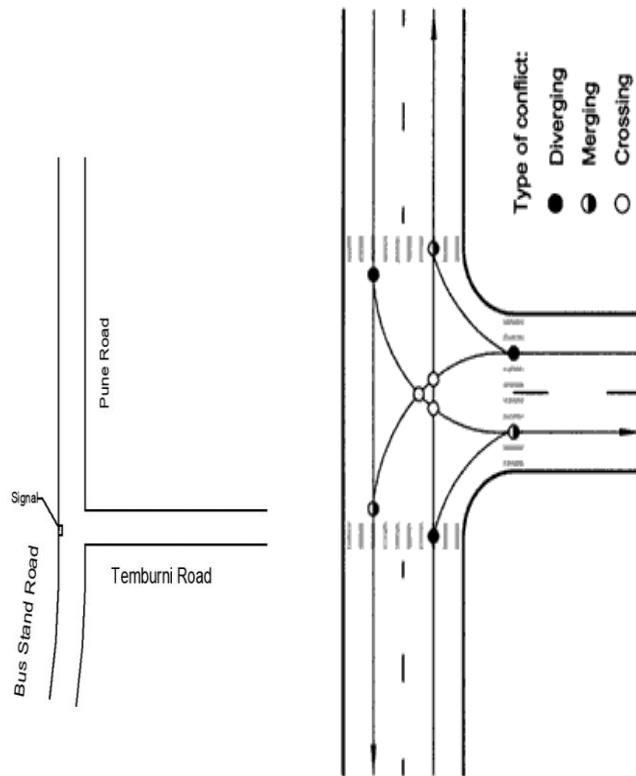 Pune Road
Signal
Bus Stand Road
Temburni Road
Type of conflict:
Diverging
Merging
Crossing